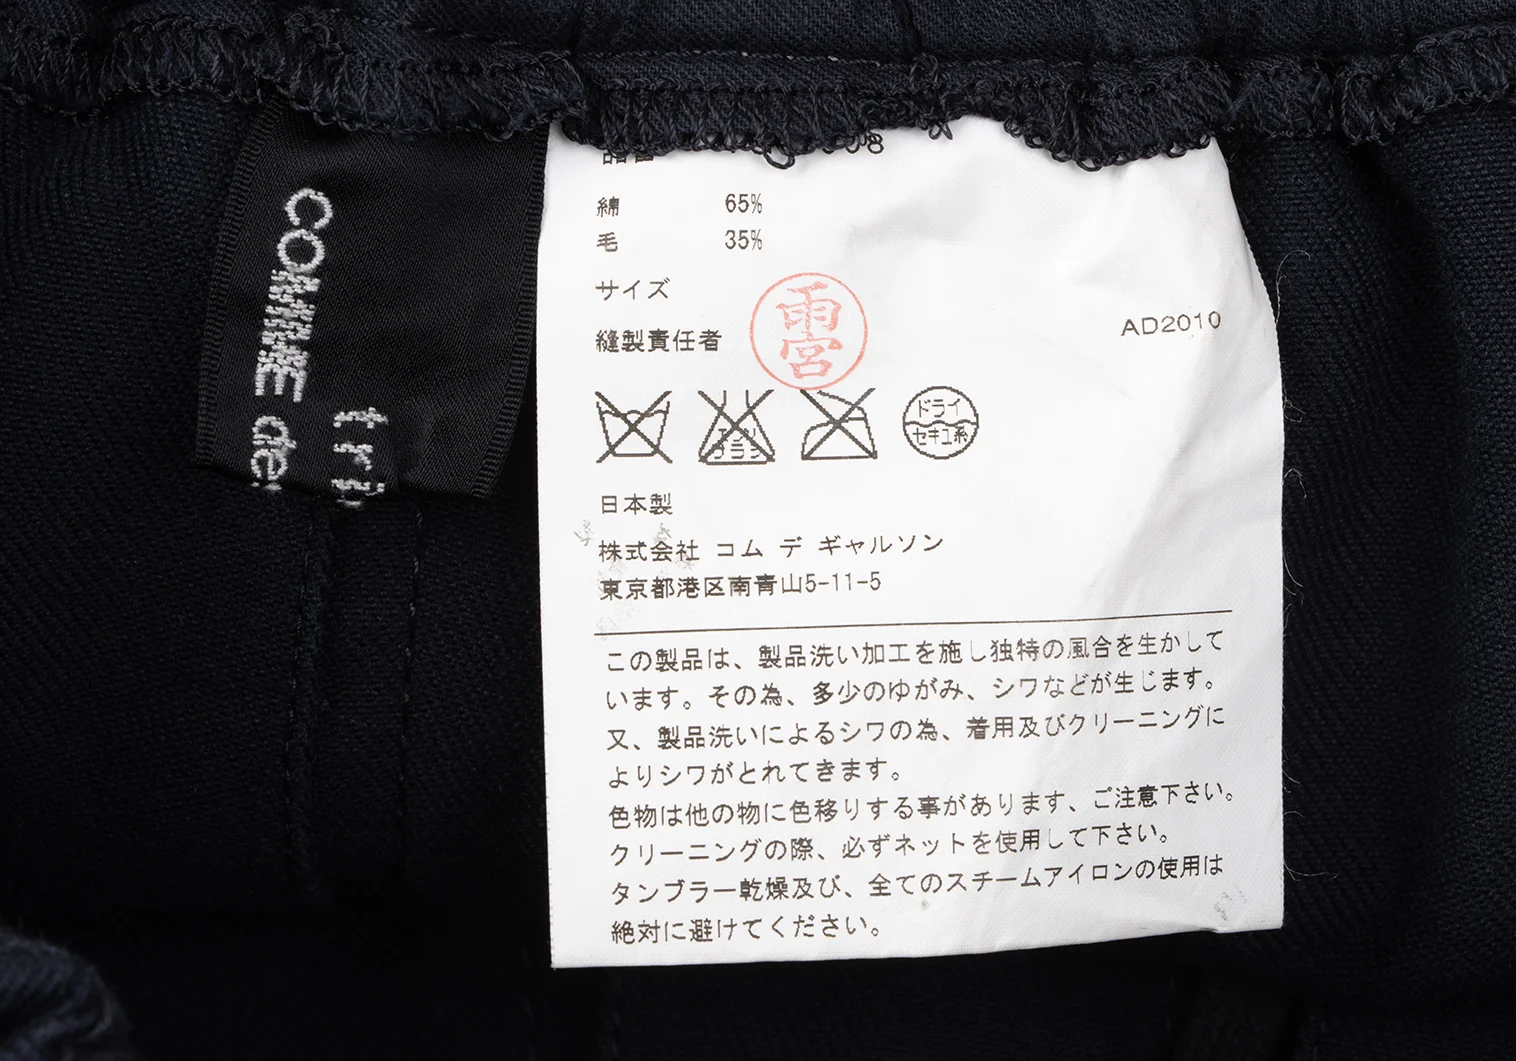 COMME de
tri
綿 65%
毛 35%
サイズ
縫製責任者
雨宮
AD2010
ドライ
セキユ系
日本製
株式会社 コム デ ギャルソン
東京都港区南青山5-11-5
この製品は、製品洗い加工を施し独特の風合を生かして
います。その為、多少のゆがみ、シワなどが生じます。
又、製品洗いによるシワの為、着用及びクリーニングに
よりシワがとれてきます。
色物は他の物に色移りする事があります、ご注意下さい。
クリーニングの際、必ずネットを使用して下さい。
タンブラー乾燥及び、全てのスチームアイロンの使用は
絶対に避けてください。